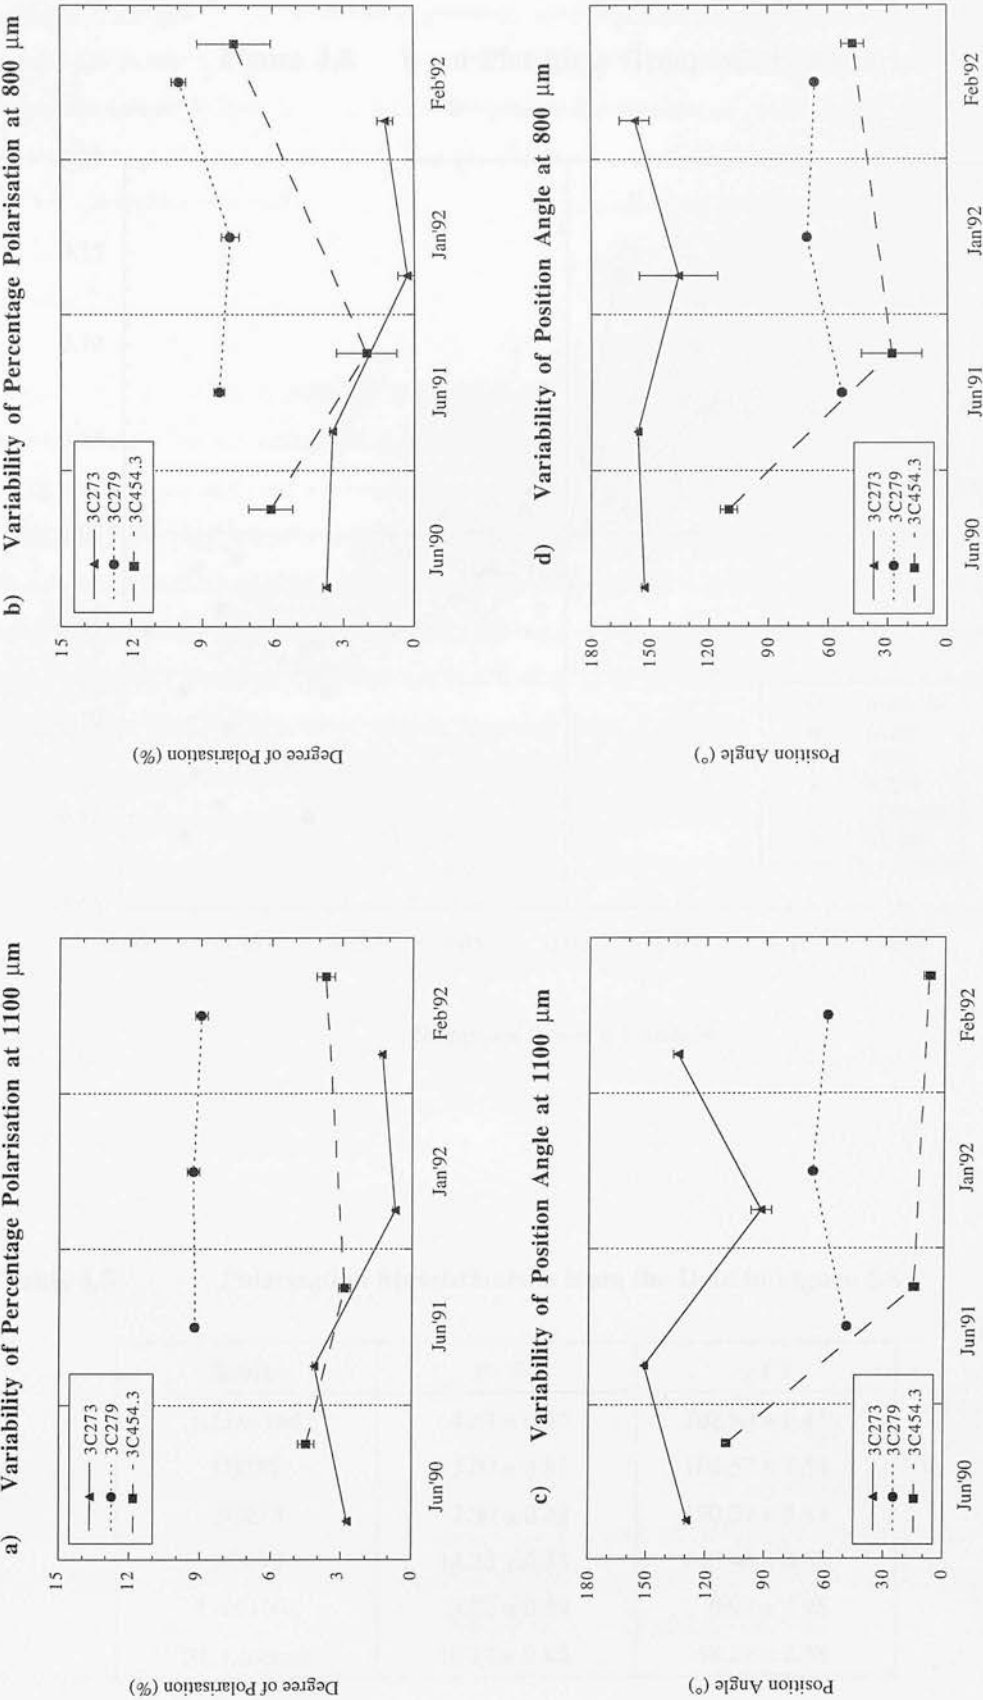 a) Variability of Percentage Polarisation at 1100 µm
Degree of Polarisation (%)
15
12
9
6
3
0
3C273
3C279
3C454.3
Jun'90
Jun'91
Jan'92
Feb'92
b) Variability of Percentage Polarisation at 800 µm
Degree of Polarisation (%)
15
12
9
6
3
0
3C273
3C279
3C454.3
Jun'90
Jun'91
Jan'92
Feb'92
c) Variability of Position Angle at 1100 µm
Position Angle (°)
180
150
120
90
60
30
0
3C273
3C279
3C454.3
Jun'90
Jun'91
Jan'92
Feb'92
d) Variability of Position Angle at 800 µm
Position Angle (°)
180
150
120
90
60
30
0
3C273
3C279
3C454.3
Jun'90
Jun'91
Jan'92
Feb'92